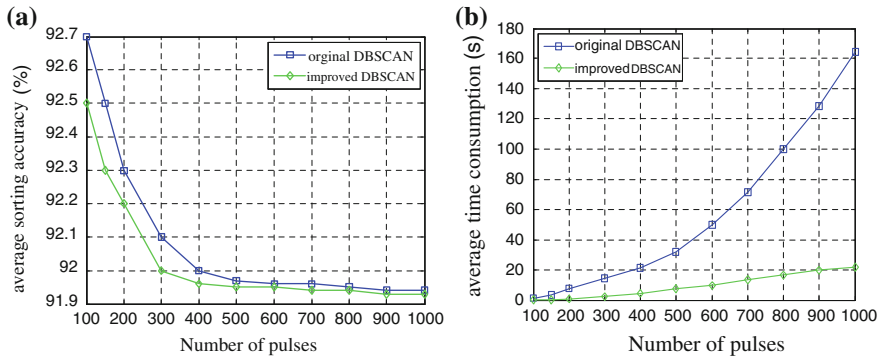 (a)
92.7
92.6
92.5
92.4
92.3
92.2
92.1
92
91.9
average sorting accuracy (%)
orginal DBSCAN
improved DBSCAN
100 200 300 400 500 600 700 800 900 1000
Number of pulses
(b)
180
160
140
120
100
80
60
40
20
0
average time consumption (s)
original DBSCAN
improvedDBSCAN
100 200 300 400 500 600 700 800 900 1000
Number of pulses